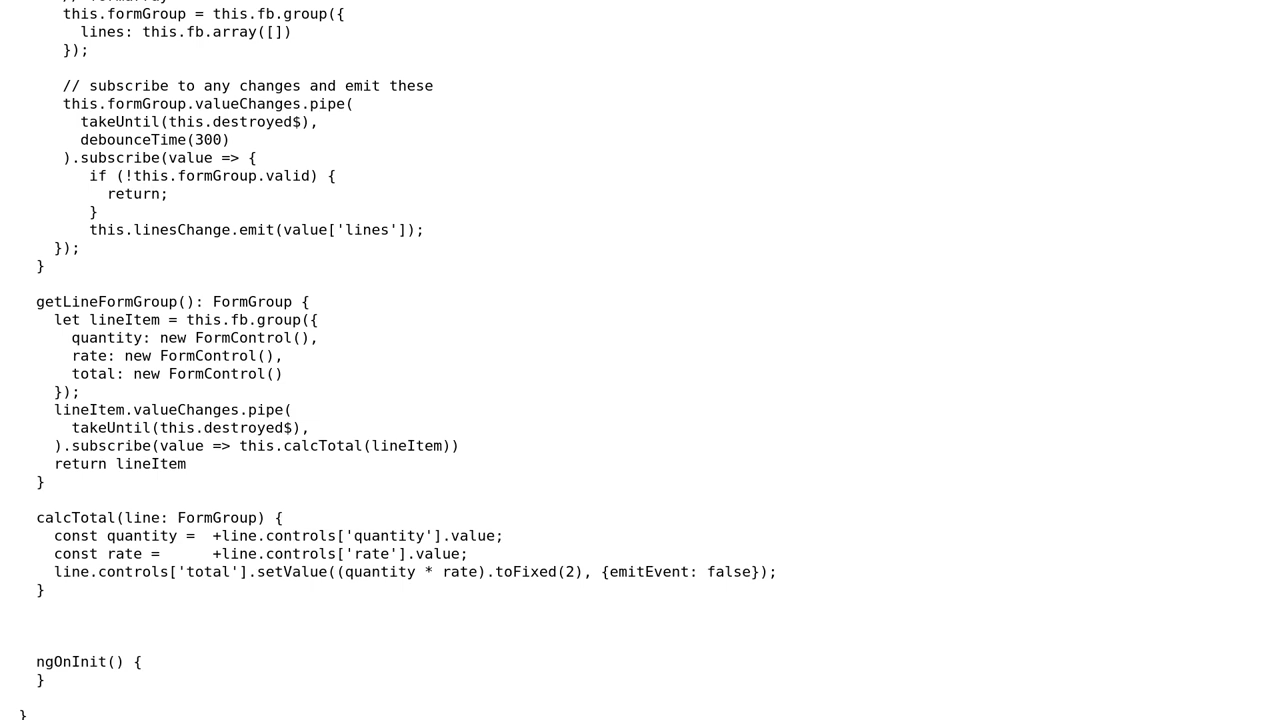 this.formGroup = this.fb.group({
lines: this.fb.array([])
});
// subscribe to any changes and emit these
this.formGroup.valueChanges.pipe(
takeUntil(this.destroyed$),
debounceTime(300)
).subscribe(value => {
if (!this.formGroup.valid) {
return;
}
this.linesChange.emit(value['lines']);
});
}
getLineFormGroup(): FormGroup {
let lineItem = this.fb.group({
quantity: new FormControl(),
rate: new FormControl(),
total: new FormControl()
});
lineItem.valueChanges.pipe(
takeUntil(this.destroyed$),
).subscribe(value => this.calcTotal(lineItem))
return lineItem
}
calcTotal(line: FormGroup) {
const quantity =  +line.controls['quantity'].value;
const rate =      +line.controls['rate'].value;
line.controls['total'].setValue((quantity * rate).toFixed(2), {emitEvent: false});
}
ngOnInit() {
}
}